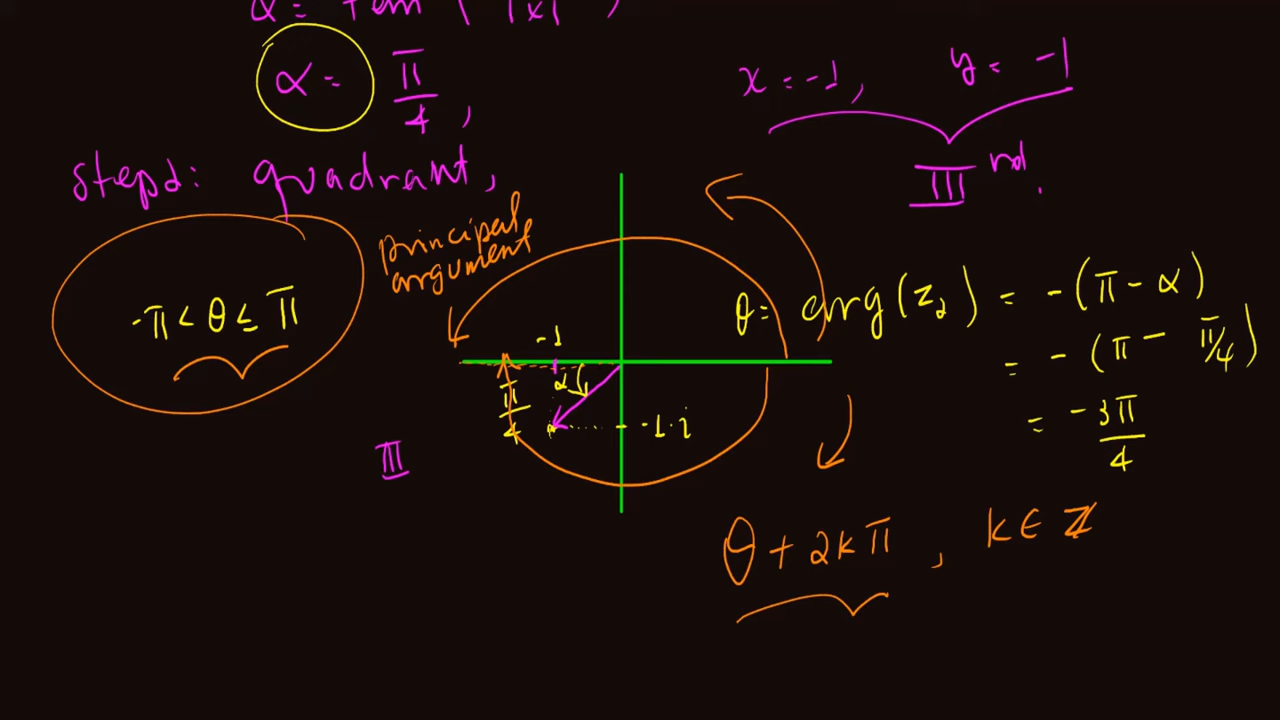 α = π/4 ,
x = -1, y = -1
III rd.
step2: quadrant,
principal
argument
-π < θ ≤ π
θ = arg(z₂) = -(π - α)
= -(π - π/4)
= -3π/4
-1
α
π/4
-1·i
III
θ + 2kπ , k ∈ ℤ